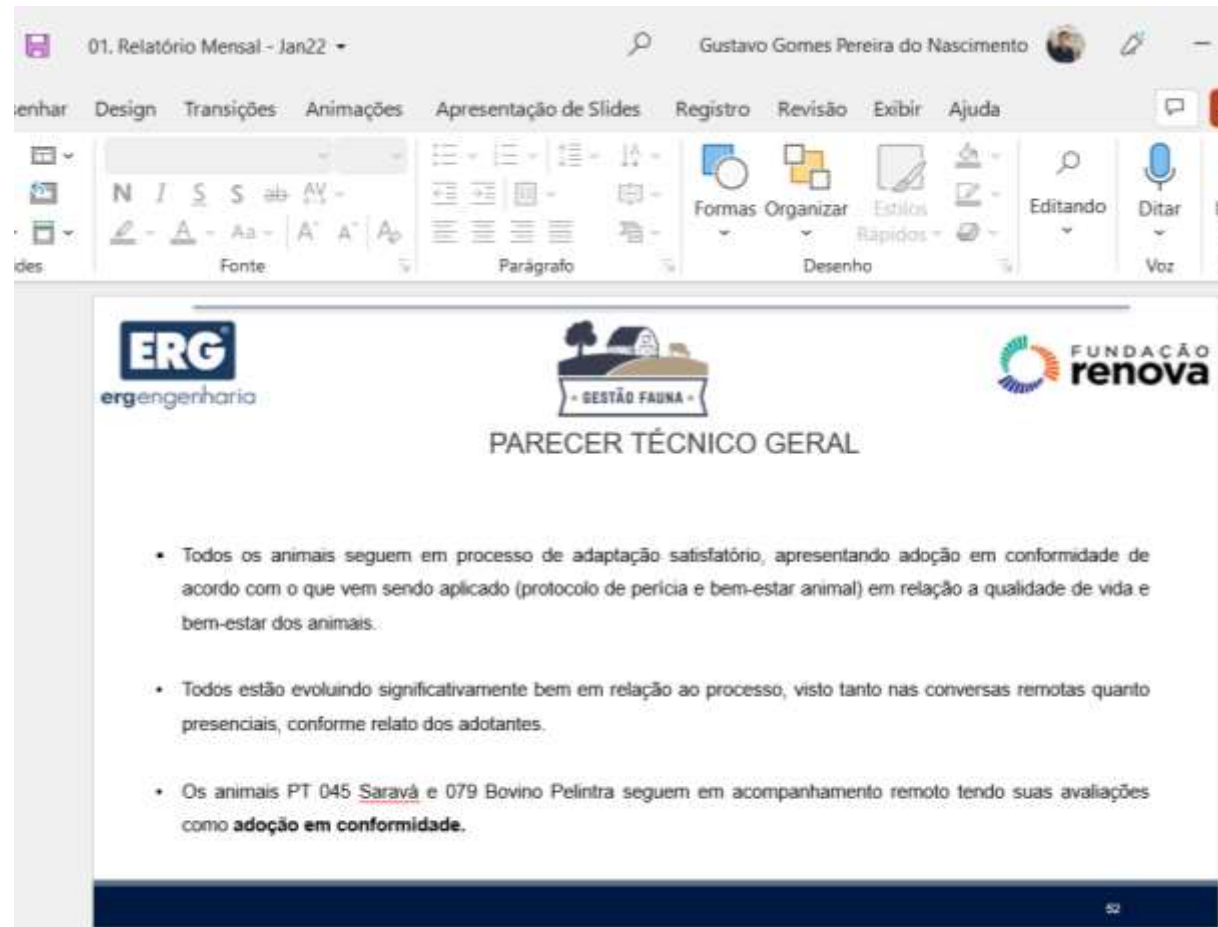 01. Relatório Mensal - Jan22
Gustavo Gomes Pereira do Nascimento
Design Transições Animações Apresentação de Slides Registro Revisão Exibir Ajuda
N I S S ab AV
Aa A A
Formas Organizar Estilos Rápidos Editando Ditar
Fonte Parágrafo Desenho Voz
ERG
ergengenharia
- GESTÃO FAUNA -
FUNDAÇÃO
renova
PARECER TÉCNICO GERAL
• Todos os animais seguem em processo de adaptação satisfatório, apresentando adoção em conformidade de
acordo com o que vem sendo aplicado (protocolo de perícia e bem-estar animal) em relação a qualidade de vida e
bem-estar dos animais.
• Todos estão evoluindo significativamente bem em relação ao processo, visto tanto nas conversas remotas quanto
presenciais, conforme relato dos adotantes.
• Os animais PT 045 Saravá e 079 Bovino Pelintra seguem em acompanhamento remoto tendo suas avaliações
como adoção em conformidade.
52